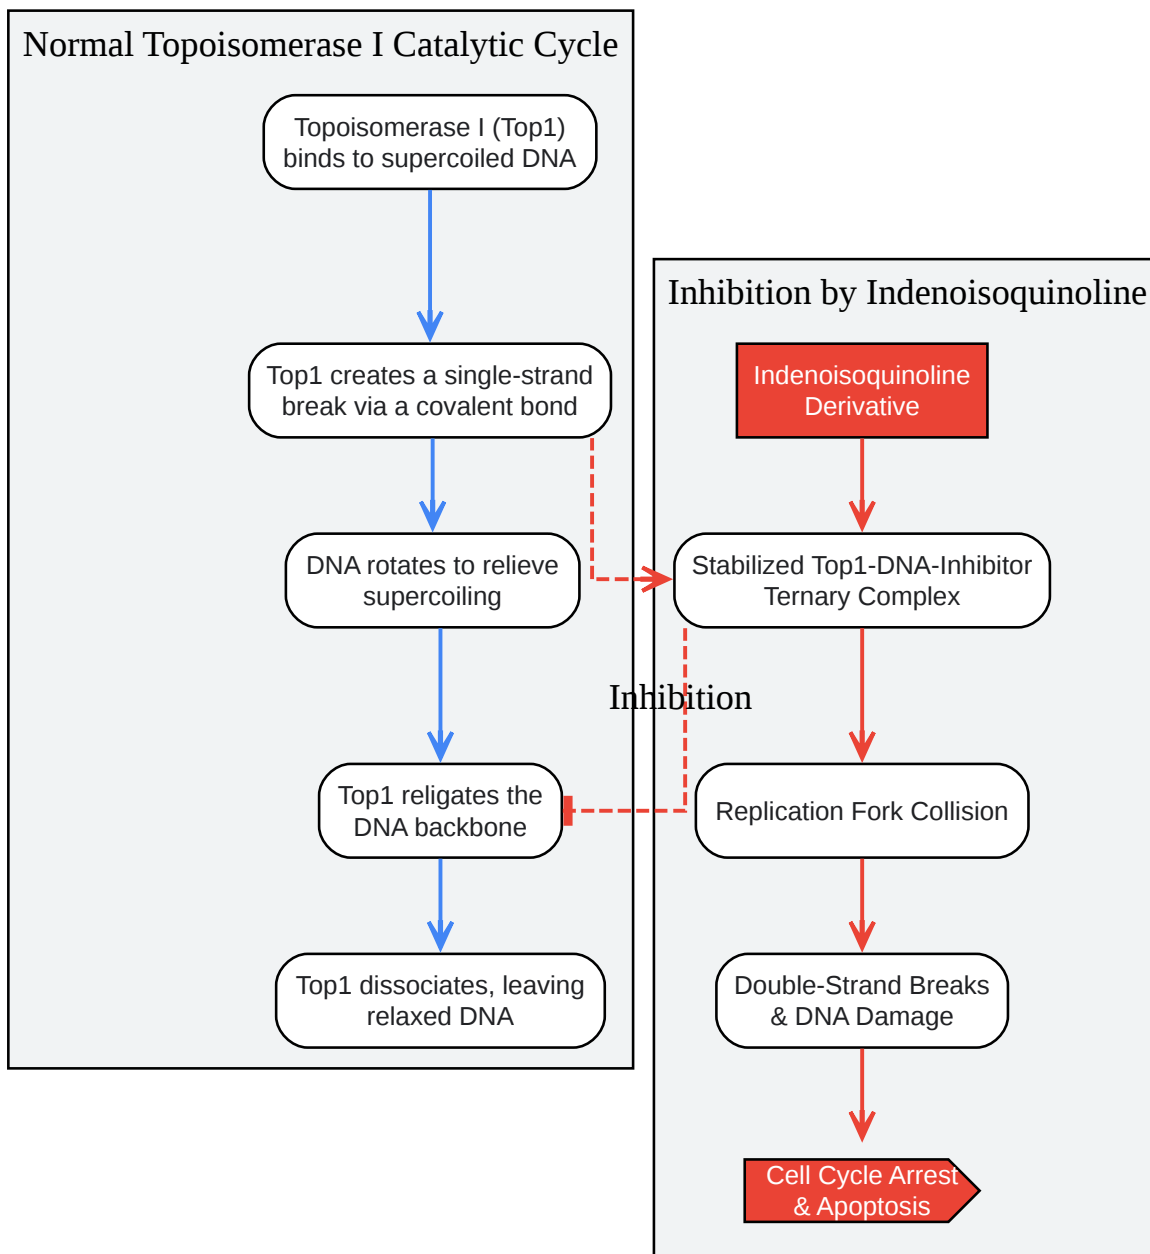 Normal Topoisomerase I Catalytic Cycle
Topoisomerase I (Top1)
binds to supercoiled DNA
Top1 creates a single-strand
break via a covalent bond
DNA rotates to relieve
supercoiling
Top1 religates the
DNA backbone
Top1 dissociates, leaving
relaxed DNA
Inhibition by Indenoisoquinoline
Indenoisoquinoline
Derivative
Stabilized Top1-DNA-Inhibitor
Ternary Complex
Inhibition
Replication Fork Collision
Double-Strand Breaks
& DNA Damage
Cell Cycle Arrest
& Apoptosis